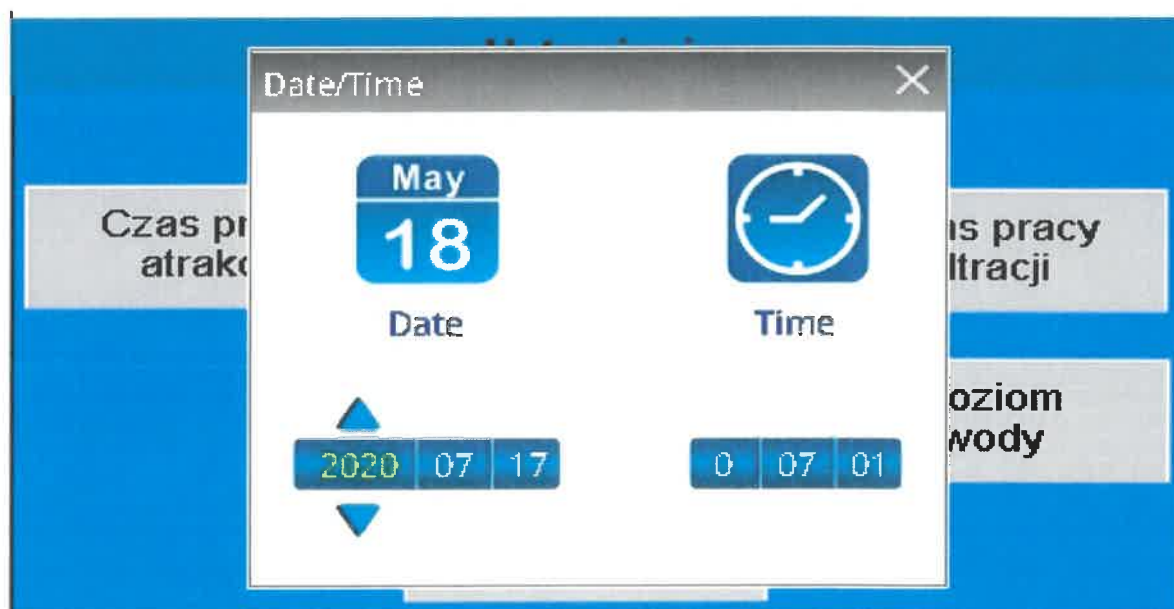 Date/Time
May
18
Date
Time
Czas pr
atrakc
as pracy
ltracji
oziom
wody
2020 07 17
0 07 01